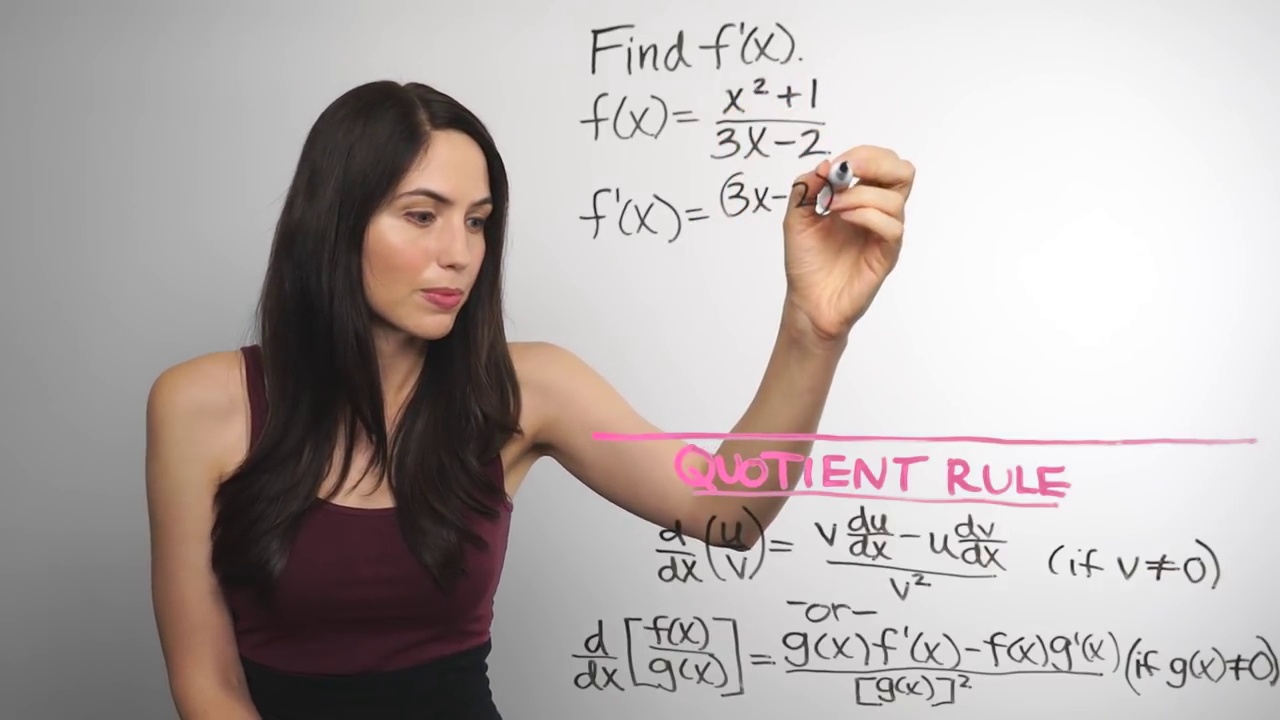 Find f'(x).
f(x) = (x² + 1)/(3x − 2)
f'(x) = (3x − 2)
QUOTIENT RULE
d/dx (u/v) = (v du/dx − u dv/dx)/v² (if v ≠ 0)
-or-
d/dx [f(x)/g(x)] = (g(x)f'(x) − f(x)g'(x))/[g(x)]² (if g(x) ≠ 0)